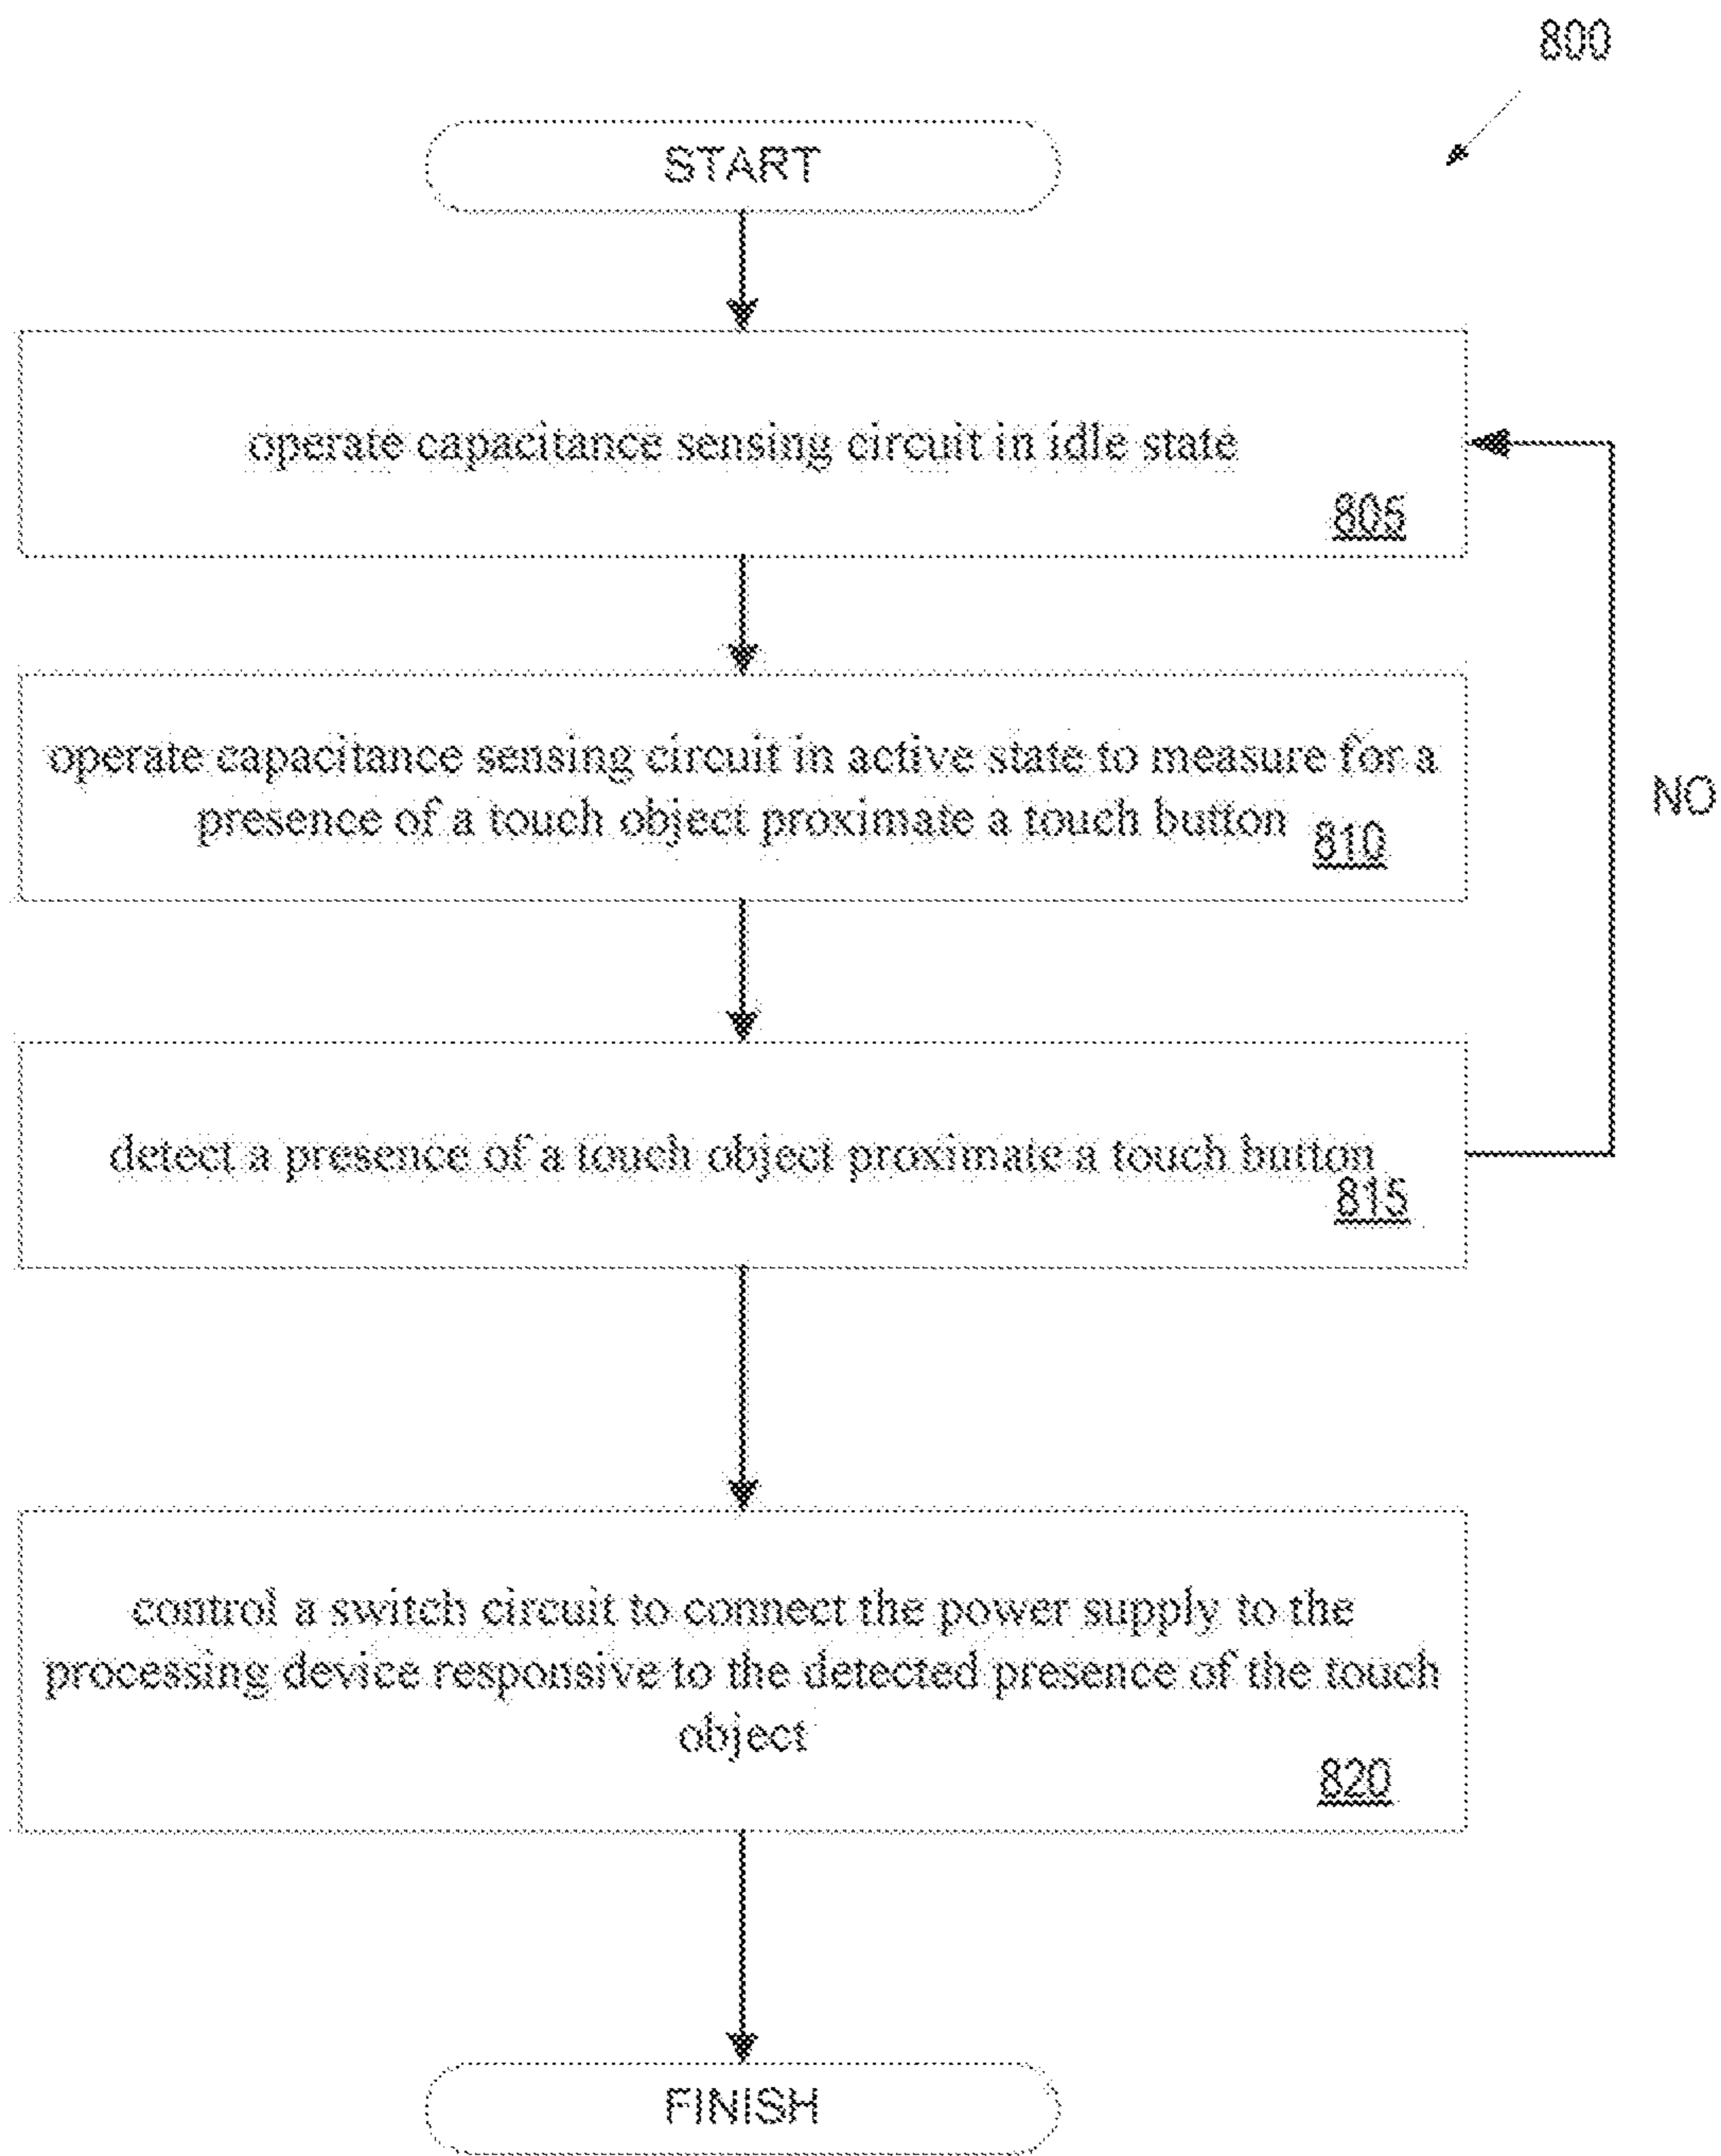 800
START
operate capacitance sensing circuit in idle state
805
operate capacitance sensing circuit in active state to measure for a
presence of a touch object proximate a touch button
810
NO
detect a presence of a touch object proximate a touch button
815
control a switch circuit to connect the power supply to the
processing device responsive to the detected presence of the touch
object
820
FINISH